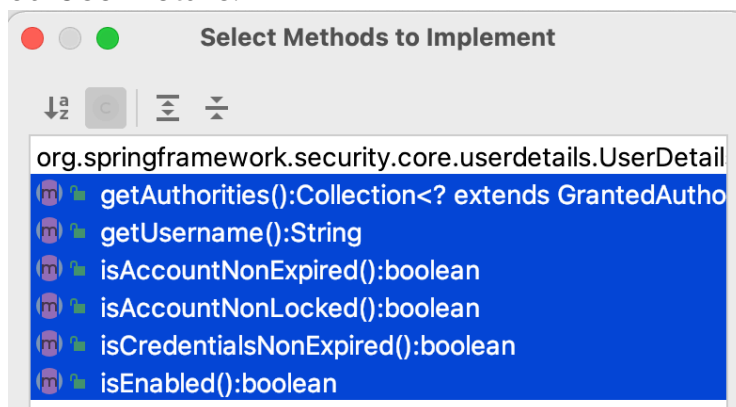 Select Methods to Implement
org.springframework.security.core.userdetails.UserDetail
getAuthorities():Collection<? extends GrantedAutho
getUsername():String
isAccountNonExpired():boolean
isAccountNonLocked():boolean
isCredentialsNonExpired():boolean
isEnabled():boolean